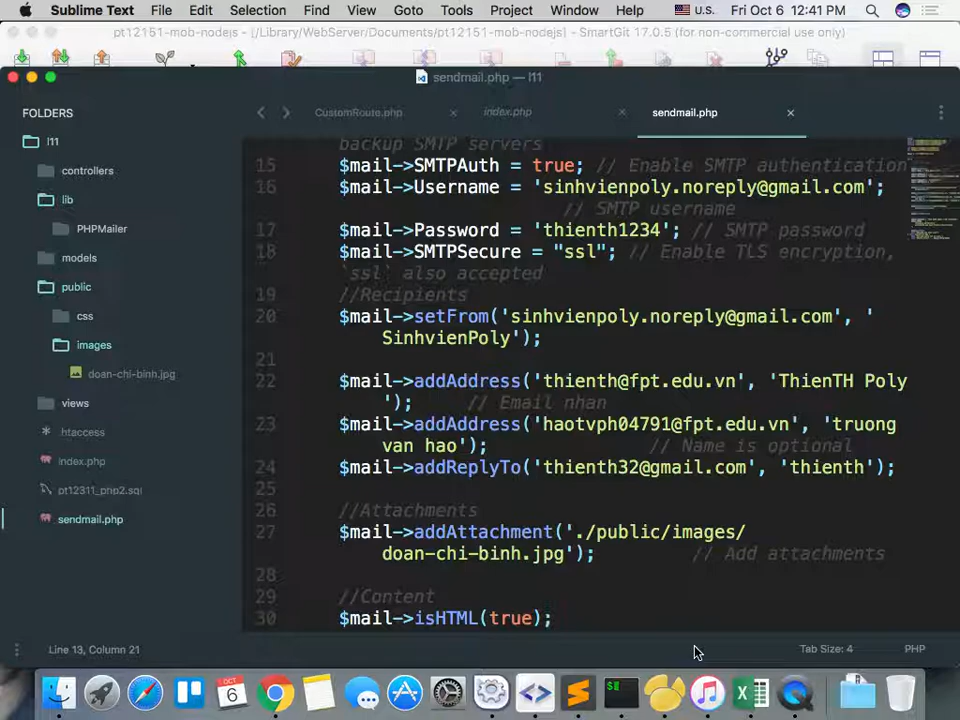 Sublime Text File Edit Selection Find View Goto Tools Project Window Help U.S. Fri Oct 6 12:41 PM
pt12151-mob-nodejs - [/Library/WebServer/Documents/pt12151-mob-nodejs] - SmartGit 17.0.5 (for non-commercial use only)
sendmail.php — l11
FOLDERS
l11
controllers
lib
PHPMailer
models
public
css
images
doan-chi-binh.jpg
views
htaccess
index.php
pt12311_php2.sql
sendmail.php
CustomRoute.php index.php sendmail.php
backup SMTP servers
15 $mail->SMTPAuth = true; // Enable SMTP authentication
16 $mail->Username = 'sinhvienpoly.noreply@gmail.com';
// SMTP username
17 $mail->Password = 'thienth1234'; // SMTP password
18 $mail->SMTPSecure = "ssl"; // Enable TLS encryption,
`ssl` also accepted
19 //Recipients
20 $mail->setFrom('sinhvienpoly.noreply@gmail.com', '
SinhvienPoly');
21
22 $mail->addAddress('thienth@fpt.edu.vn', 'ThienTH Poly
'); // Email nhan
23 $mail->addAddress('haotvph04791@fpt.edu.vn', 'truong
van hao'); // Name is optional
24 $mail->addReplyTo('thienth32@gmail.com', 'thienth');
25
26 //Attachments
27 $mail->addAttachment('./public/images/
doan-chi-binh.jpg'); // Add attachments
28
29 //Content
30 $mail->isHTML(true);
Line 13, Column 21 Tab Size: 4 PHP
OCT
6